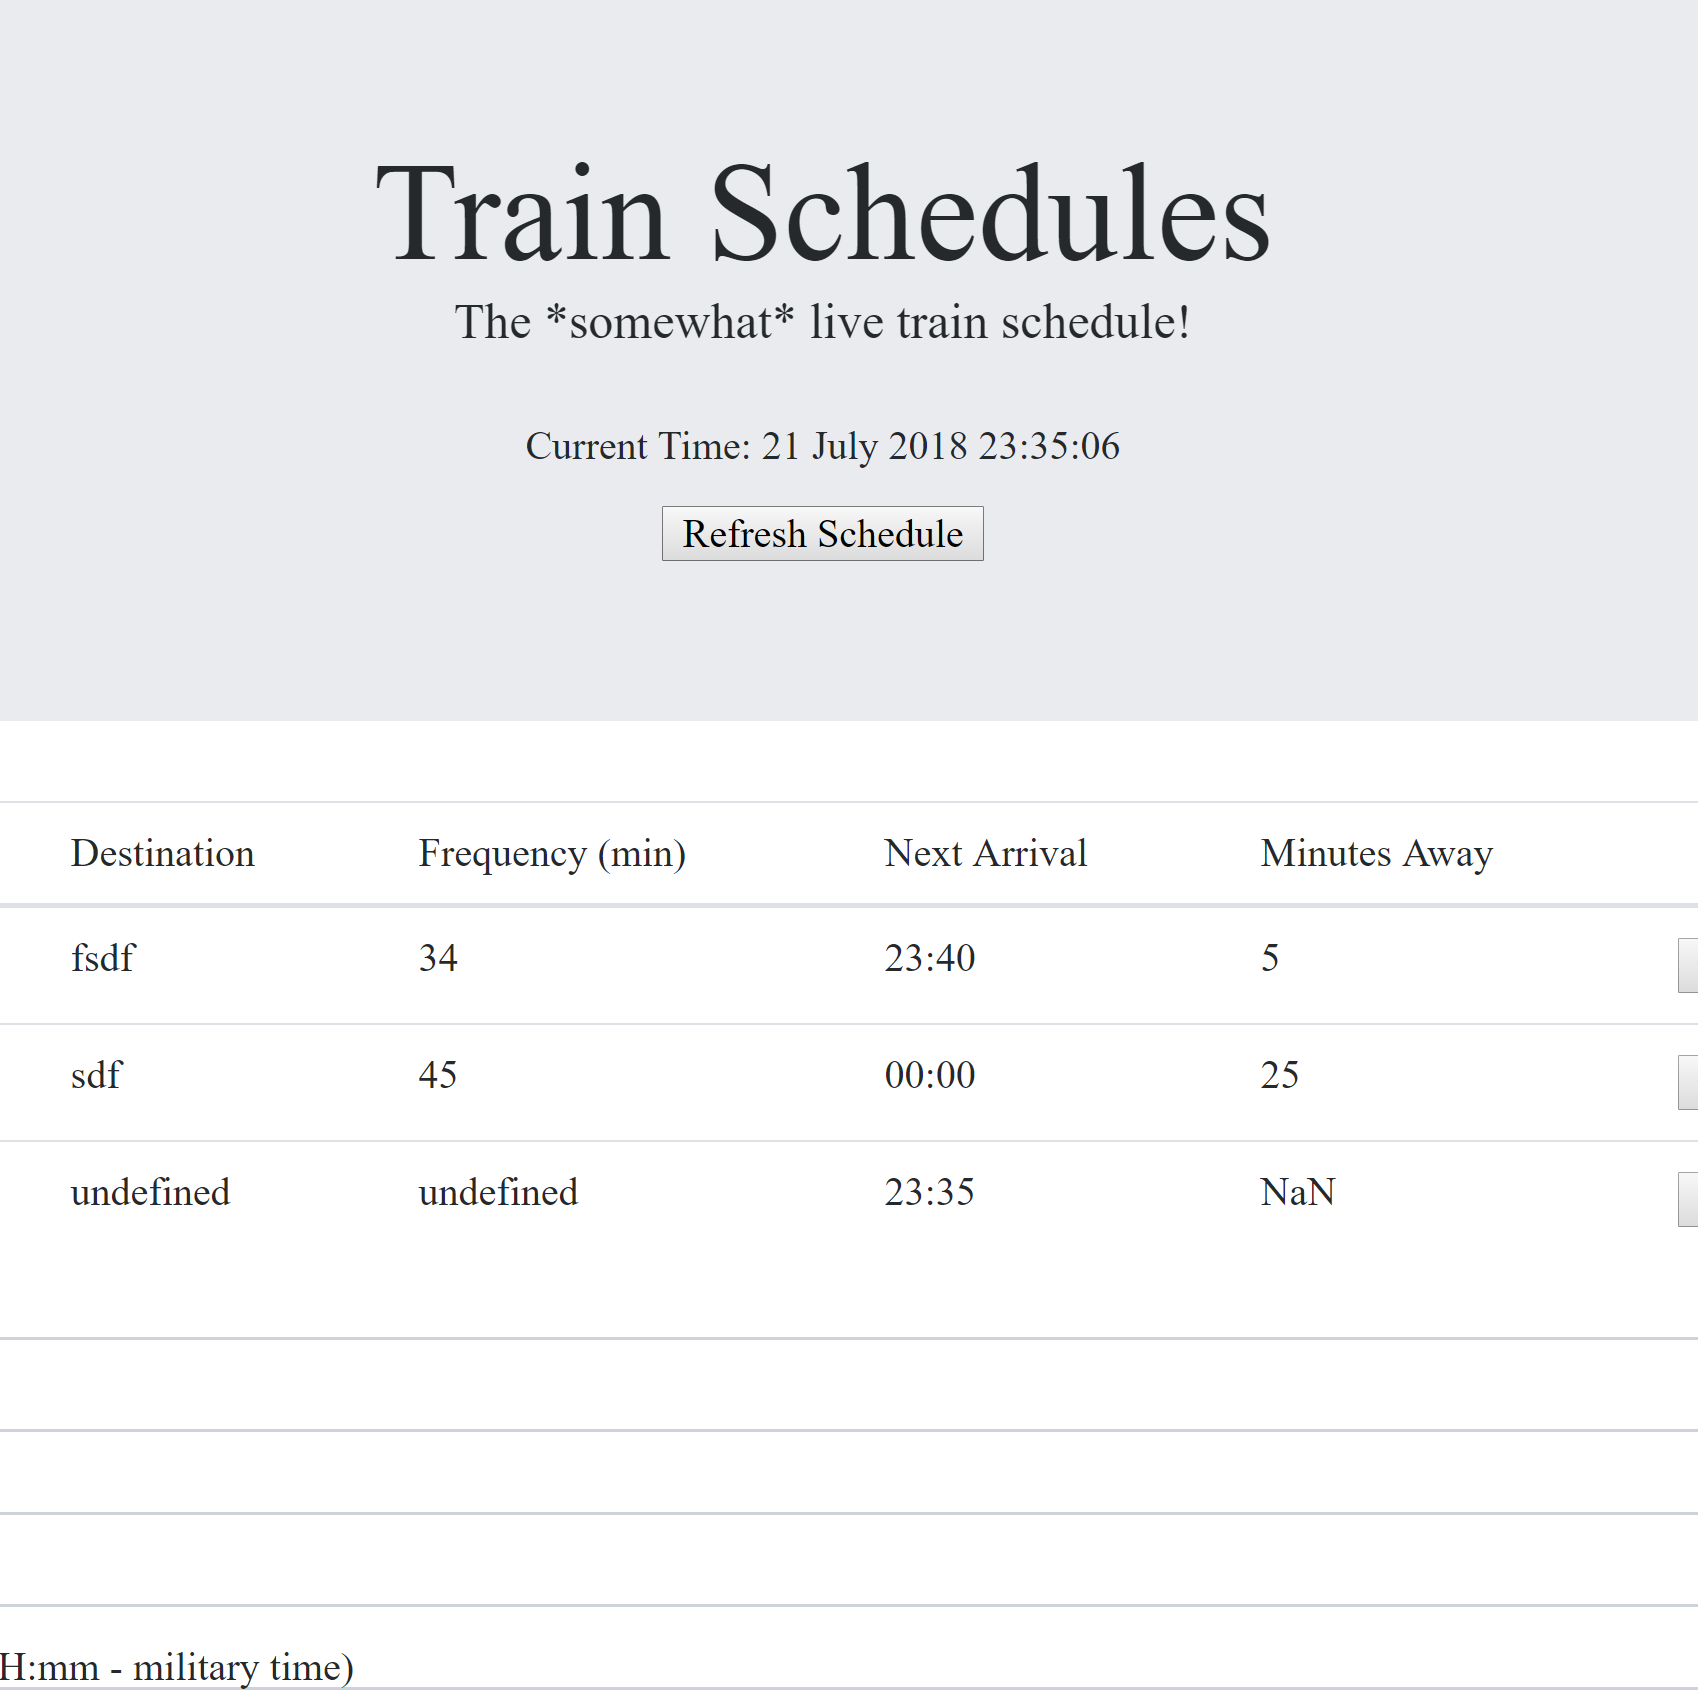 Train Schedules
The *somewhat* live train schedule!
Current Time: 21 July 2018 23:35:06
Refresh Schedule
Destination Frequency (min) Next Arrival Minutes Away
fsdf 34 23:40 5
sdf 45 00:00 25
undefined undefined 23:35 NaN
H:mm - military time)